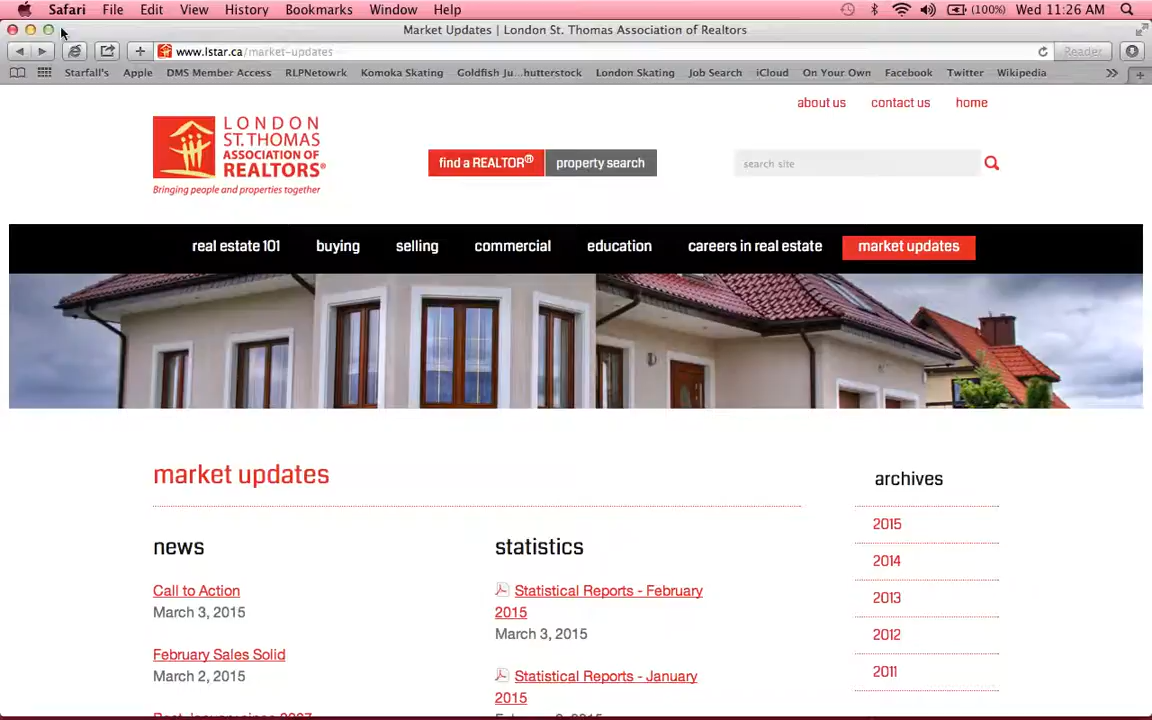 Safari File Edit View History Bookmarks Window Help (100%) Wed 11:26 AM
Market Updates | London St. Thomas Association of Realtors
www.lstar.ca/market-updates Reader
Starfall's Apple DMS Member Access RLPNetowrk Komoka Skating Goldfish Ju...hutterstock London Skating Job Search iCloud On Your Own Facebook Twitter Wikipedia
about us contact us home
LONDON
ST. THOMAS
ASSOCIATION OF
REALTORS®
Bringing people and properties together
find a REALTOR® property search search site
real estate 101 buying selling commercial education careers in real estate market updates
market updates
news
Call to Action
March 3, 2015
February Sales Solid
March 2, 2015
Best January since 2007
statistics
Statistical Reports - February
2015
March 3, 2015
Statistical Reports - January
2015
archives
2015
2014
2013
2012
2011